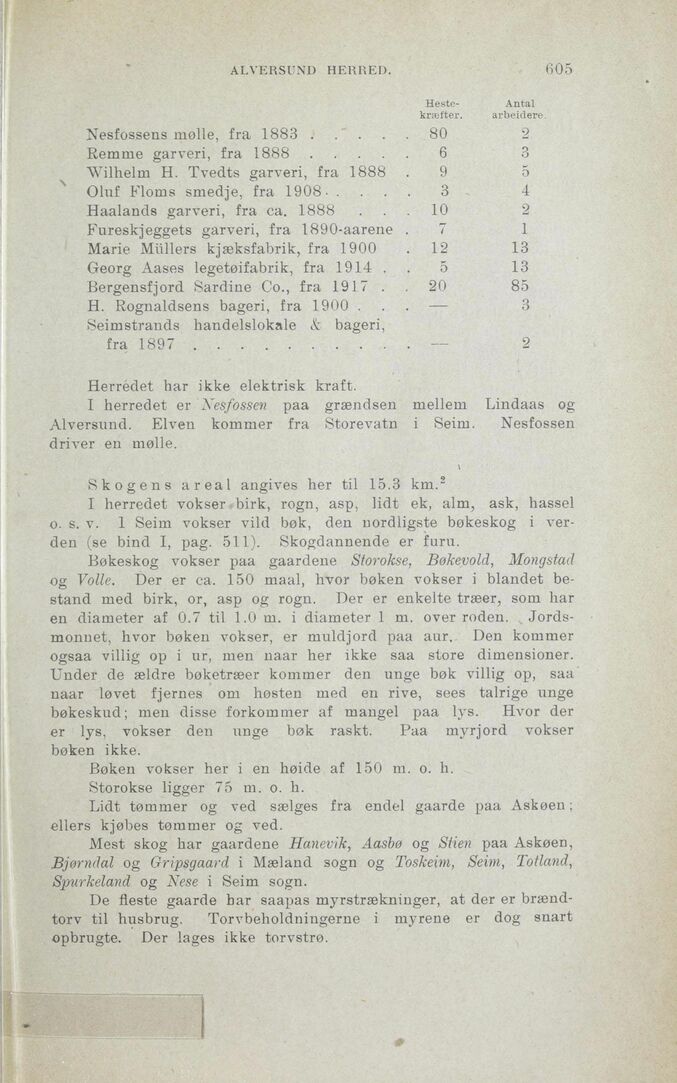 ALVERSUND HERRED. 605
Heste- Antal
kræfter. arbeidere.
Nesfossens mølle, fra 1883 . . . . . 80 2
Remme garveri, fra 1888 . . . . . 6 3
Wilhelm H. Tvedts garveri, fra 1888 . 9 5
Oluf Floms smedje, fra 1908 . . . . 3 4
Haalands garveri, fra ca. 1888 . . . 10 2
Fureskjeggets garveri, fra 1890-aarene . 7 1
Marie Müllers kjæksfabrik, fra 1900 . 12 13
Georg Aases legetøifabrik, fra 1914 . . 5 13
Bergensfjord Sardine Co., fra 1917 . . 20 85
H. Rognaldsens bageri, fra 1900 . . . — 3
Seimstrands handelslokale & bageri,
fra 1897 . . . . . . . . . . — 2
Herredet har ikke elektrisk kraft.
I herredet er Nesfossen paa grændsen mellem Lindaas og
Alversund. Elven kommer fra Storevatn i Seim. Nesfossen
driver en mølle.
Skogens areal angives her til 15.3 km.²
I herredet vokser birk, rogn, asp, lidt ek, alm, ask, hassel
o. s. v. I Seim vokser vild bøk, den nordligste bøkeskog i ver-
den (se bind I, pag. 511). Skogdannende er furu.
Bøkeskog vokser paa gaardene Storokse, Bøkevold, Mongstad
og Volle. Der er ca. 150 maal, hvor bøken vokser i blandet be-
stand med birk, or, asp og rogn. Der er enkelte træer, som har
en diameter af 0.7 til 1.0 m. i diameter 1 m. over roden. Jords-
monnet, hvor bøken vokser, er muldjord paa aur. Den kommer
ogsaa villig op i ur, men naar her ikke saa store dimensioner.
Under de ældre bøketræer kommer den unge bøk villig op, saa
naar løvet fjernes om høsten med en rive, sees talrige unge
bøkeskud; men disse forkommer af mangel paa lys. Hvor der
er lys, vokser den unge bøk raskt. Paa myrjord vokser
bøken ikke.
Bøken vokser her i en høide af 150 m. o. h.
Storokse ligger 75 m. o. h.
Lidt tømmer og ved sælges fra endel gaarde paa Askøen;
ellers kjøbes tømmer og ved.
Mest skog har gaardene Hanevik, Aasbø og Stien paa Askøen,
Bjørndal og Gripsgaard i Mæland sogn og Toskeim, Seim, Totland,
Spurkeland og Nese i Seim sogn.
De fleste gaarde har saapas myrstrækninger, at der er brænd-
torv til husbrug. Torvbeholdningerne i myrene er dog snart
opbrugte. Der lages ikke torvstrø.